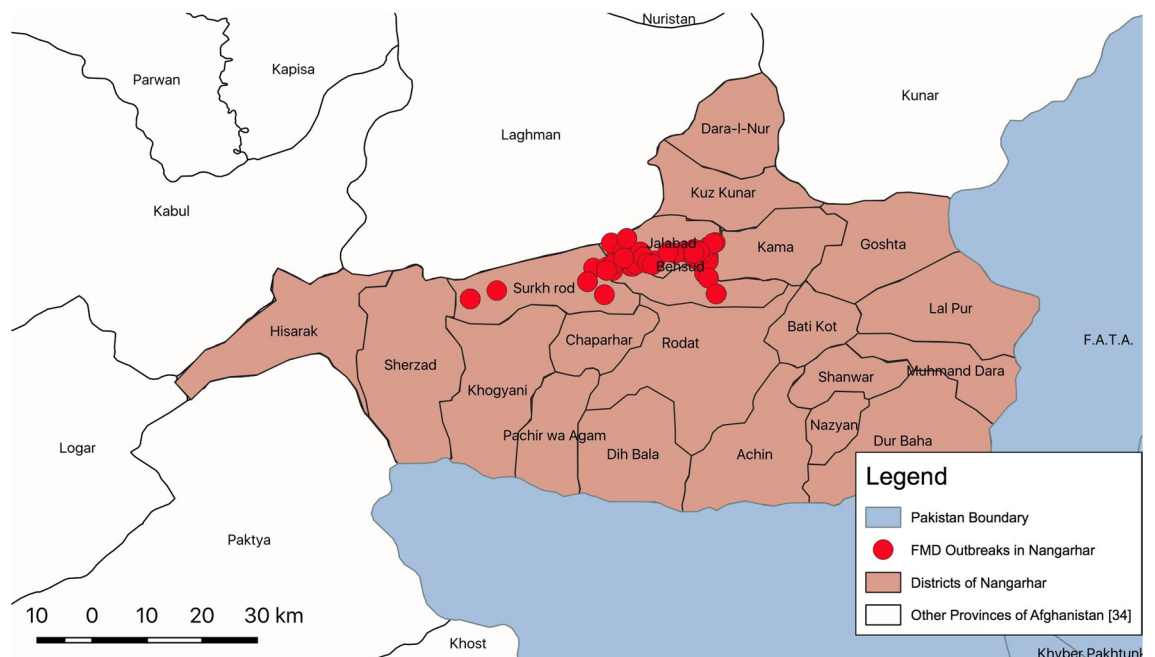 Nuristan
Parwan
Kapisa
Kunar
Laghman
Dara-I-Nur
Kuz Kunar
Kabul
Jalabad
Kama
Goshta
Behsud
Surkh rod
Lal Pur
Hisarak
Bati Kot
Chaparhar
Rodat
F.A.T.A.
Sherzad
Muhmand Dara
Shanwar
Khogyani
Nazyan
Pachir wa Agam
Dur Baha
Logar
Dih Bala
Achin
Legend
Pakistan Boundary
Paktya
FMD Outbreaks in Nangarhar
Districts of Nangarhar
10 0 10 20 30 km
Other Provinces of Afghanistan [34]
Khost